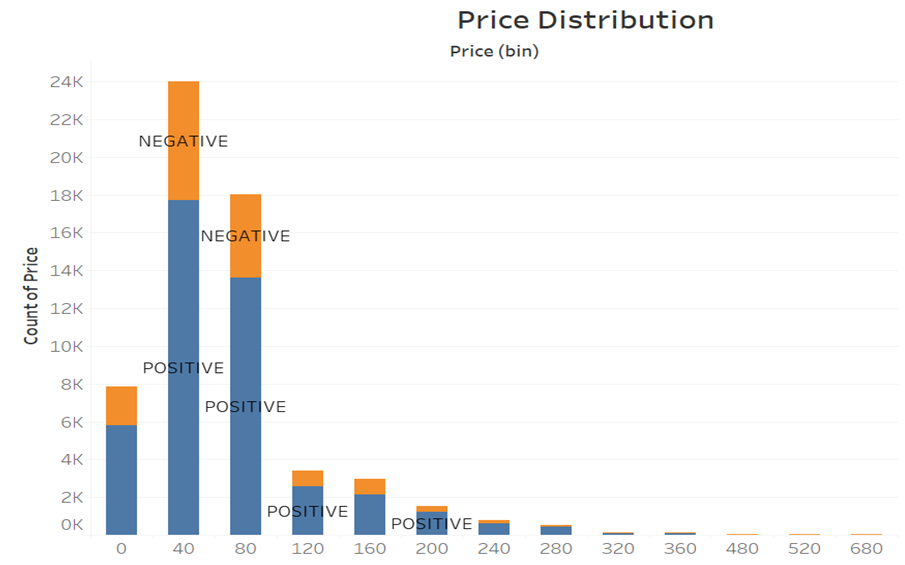 Price Distribution
Price (bin)
Count of Price
24K
22K
20K
18K
16K
14K
12K
10K
8K
6K
4K
2K
0K
NEGATIVE
NEGATIVE
POSITIVE
POSITIVE
POSITIVE
POSITIVE
0 40 80 120 160 200 240 280 320 360 480 520 680